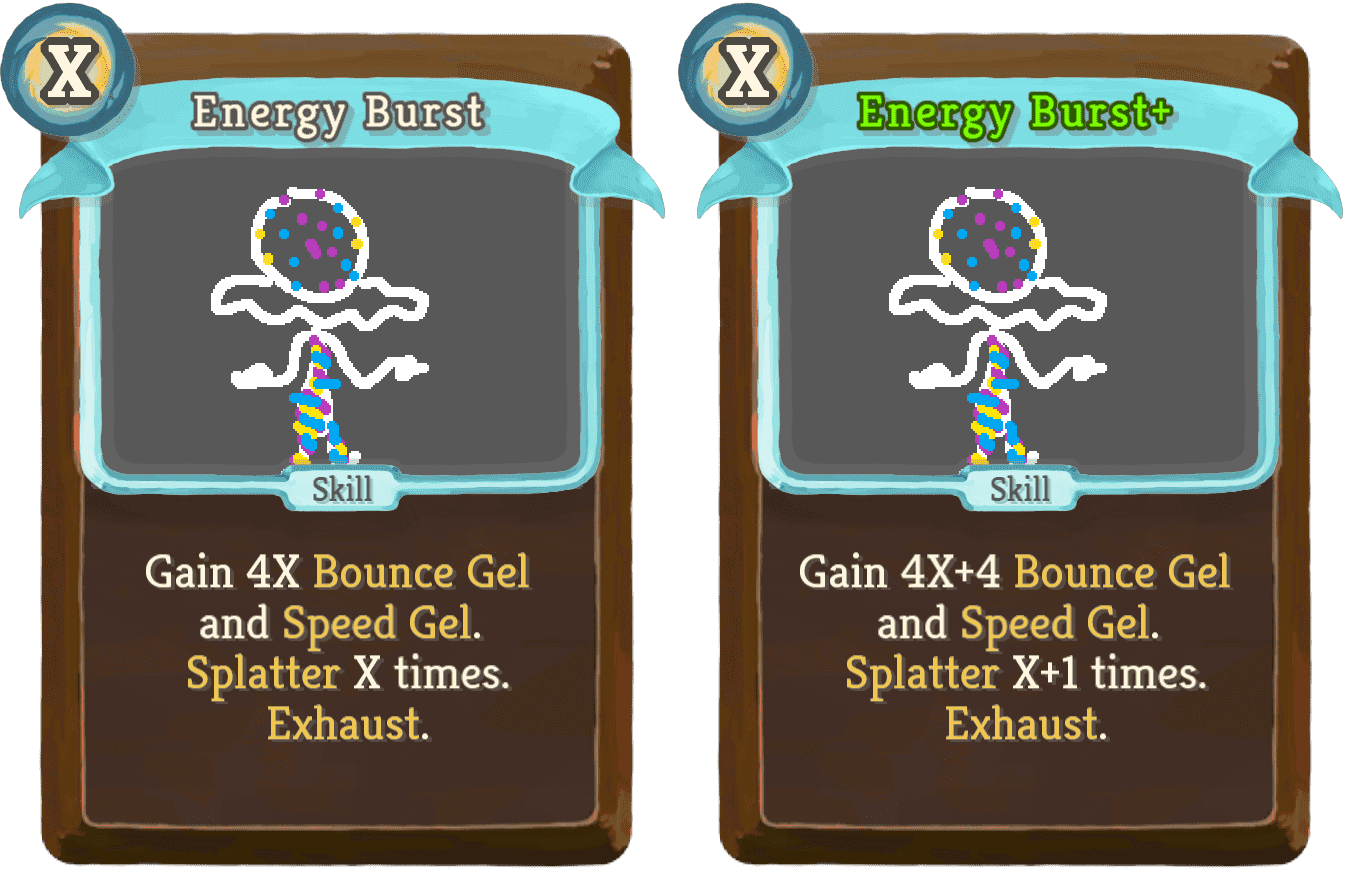 X
Energy Burst
Skill
Gain 4X Bounce Gel
and Speed Gel.
Splatter X times.
Exhaust.
X
Energy Burst+
Skill
Gain 4X+4 Bounce Gel
and Speed Gel.
Splatter X+1 times.
Exhaust.